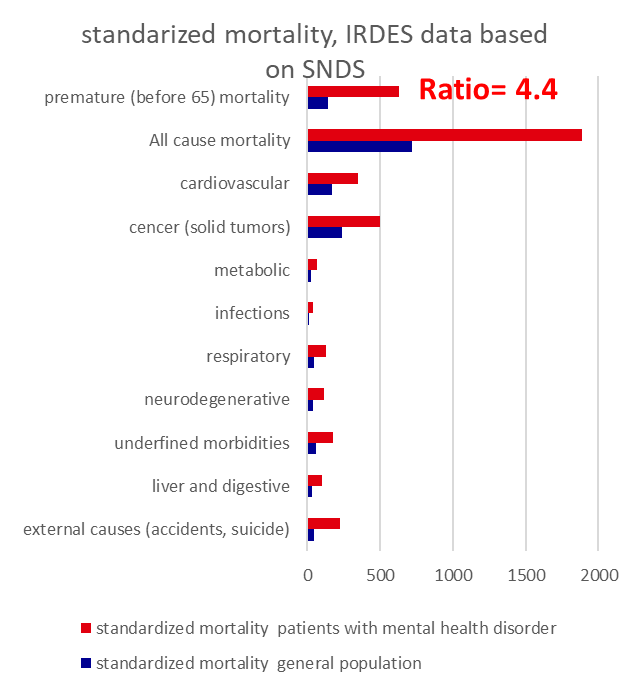 standarized mortality, IRDES data based
on SNDS
Ratio= 4.4
premature (before 65) mortality
All cause mortality
cardiovascular
cencer (solid tumors)
metabolic
infections
respiratory
neurodegenerative
underfined morbidities
liver and digestive
external causes (accidents, suicide)
0 500 1000 1500 2000
standardized mortality patients with mental health disorder
standardized mortality general population